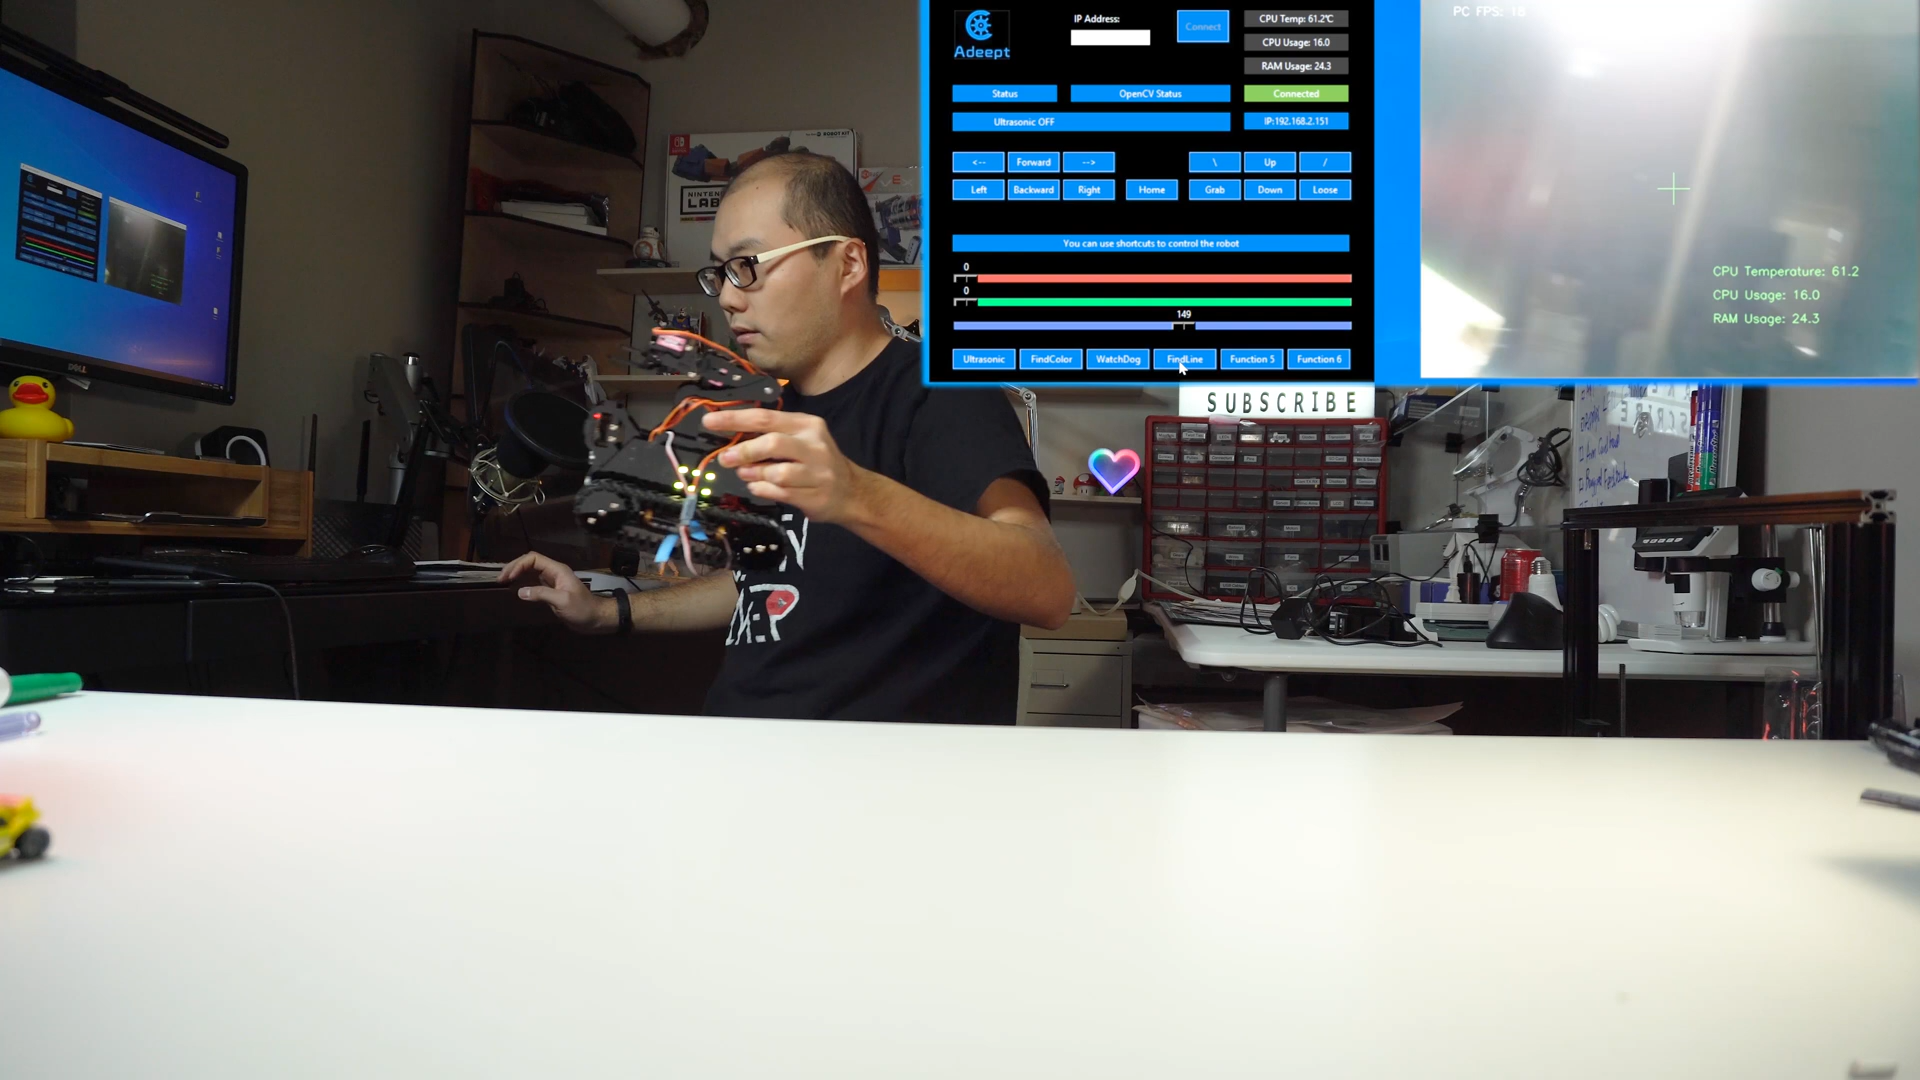 Adeept
IP Address:
Connect
CPU Temp: 61.2℃
CPU Usage: 16.0
RAM Usage: 24.3
Status
OpenCV Status
Connected
Ultrasonic OFF
IP:192.168.2.151
<--
Forward
-->
\
Up
/
Left
Backward
Right
Home
Grab
Down
Loose
You can use shortcuts to control the robot
0
0
149
Ultrasonic
FindColor
WatchDog
FindLine
Function 5
Function 6
PC FPS: 18
CPU Temperature: 61.2
CPU Usage: 16.0
RAM Usage: 24.3
SUBSCRIBE
NINTEN
LAB
DELL